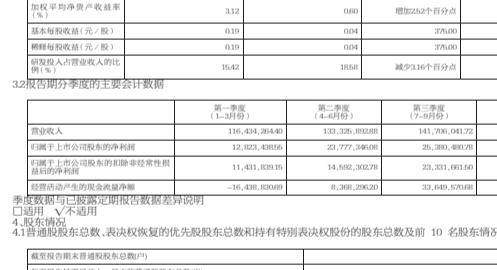 加权平均净资产收益率 3.12 0.60 增加2.52个百分点
（%）
基本每股收益（元／股） 0.19 0.04 375.00
稀释每股收益（元／股） 0.19 0.04 375.00
研发投入占营业收入的比 15.42 18.58 减少3.16个百分点
例（%）
3.2报告期分季度的主要会计数据
第一季度 第二季度 第三季度
（1-3月份） （4-6月份） （7-9月份）
营业收入 116,434,264.40 133,325,892.88 141,706,041.72
归属于上市公司股东的净利润 12,823,438.55 23,777,346.08 25,380,480.78
归属于上市公司股东的扣除非经常性损 11,431,839.15 14,592,302.78 23,331,661.50
益后的净利润
经营活动产生的现金流量净额 -16,438,830.69 8,368,296.20 33,649,570.68
季度数据与已披露定期报告数据差异说明
□适用 √不适用
4、股东情况
4.1普通股股东总数、表决权恢复的优先股股东总数和持有特别表决权股份的股东总数及前 10 名股东情况
截至报告期末普通股股东总数(户)